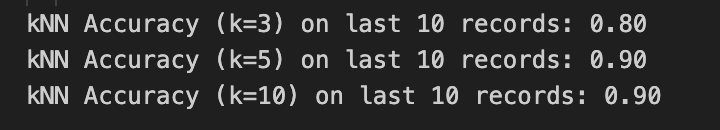 kNN Accuracy (k=3) on last 10 records: 0.80
kNN Accuracy (k=5) on last 10 records: 0.90
kNN Accuracy (k=10) on last 10 records: 0.90